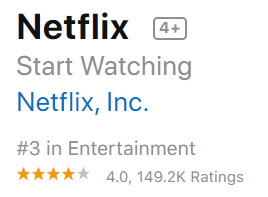 Netflix 4+
Start Watching
Netflix, Inc.
#3 in Entertainment
4.0, 149.2K Ratings